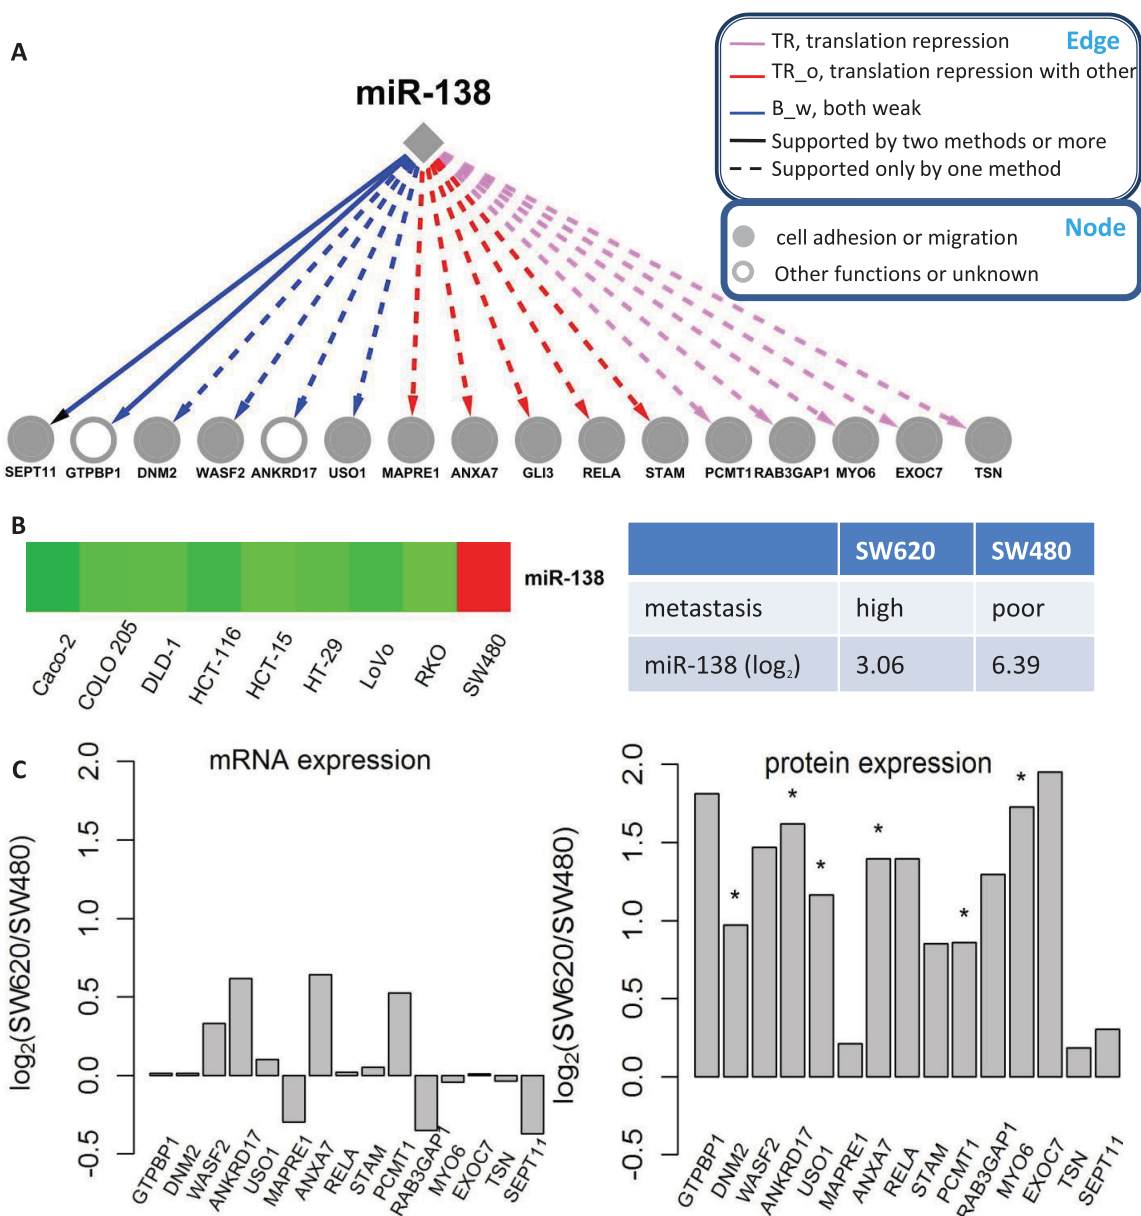 A
miR-138
Edge
TR, translation repression
TR_o, translation repression with other
B_w, both weak
Supported by two methods or more
Supported only by one method
Node
cell adhesion or migration
Other functions or unknown
SEPT11 GTPBP1 DNM2 WASF2 ANKRD17 USO1 MAPRE1 ANXA7 GLI3 RELA STAM PCMT1 RAB3GAP1 MYO6 EXOC7 TSN
B
miR-138
Caco-2 COLO 205 DLD-1 HCT-116 HCT-15 HT-29 LoVo RKO SW480
SW620 SW480
metastasis high poor
miR-138 (log₂) 3.06 6.39
C
mRNA expression
log₂(SW620/SW480)
2.0
1.5
1.0
0.5
0.0
-0.5
GTPBP1 DNM2 WASF2 ANKRD17 USO1 MAPRE1 ANXA7 RELA STAM PCMT1 RAB3GAP1 MYO6 EXOC7 TSN SEPT11
protein expression
log₂(SW620/SW480)
2.0
1.5
1.0
0.5
0.0
-0.5
* * * * * *
GTPBP1 DNM2 WASF2 ANKRD17 USO1 MAPRE1 ANXA7 RELA STAM PCMT1 RAB3GAP1 MYO6 EXOC7 TSN SEPT11